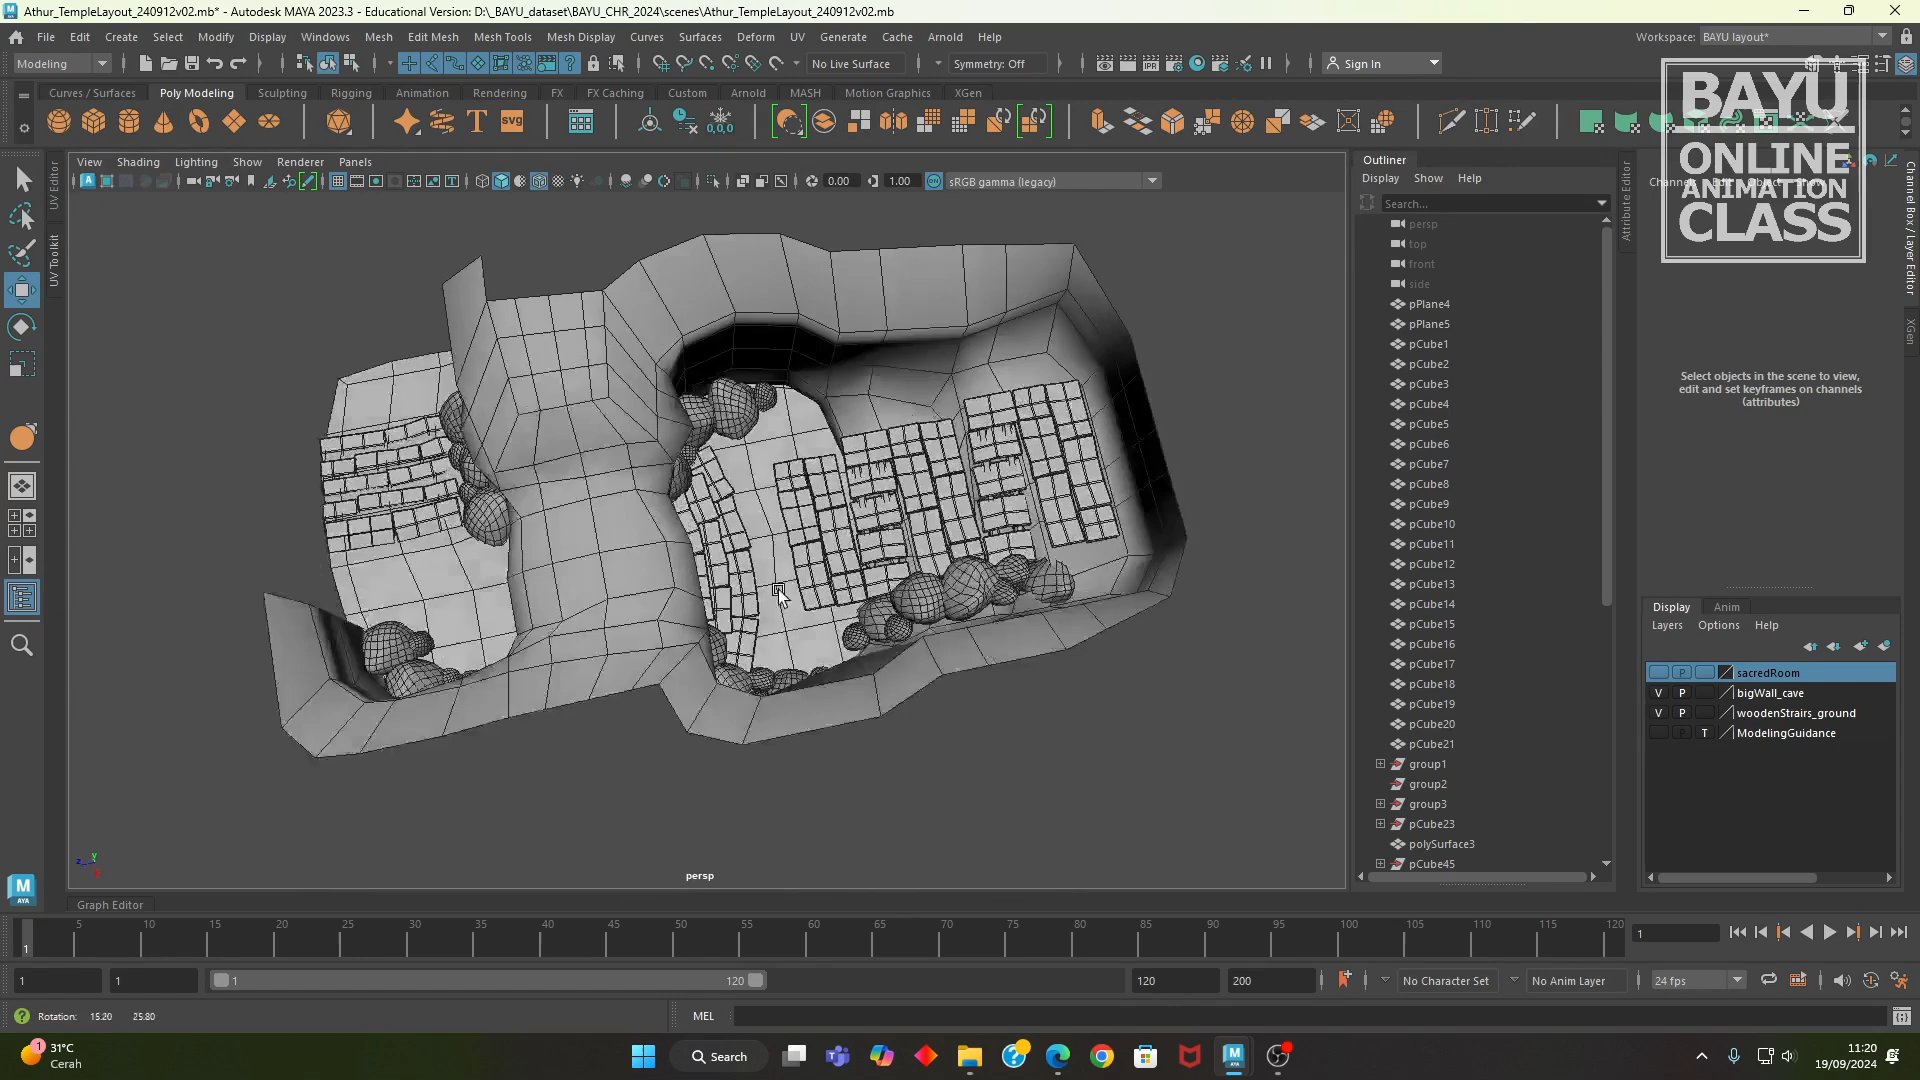 Athur_TempleLayout_240912v02.mb* - Autodesk MAYA 2023.3 - Educational Version: D:\_BAYU_dataset\BAYU_CHR_2024\scenes\Athur_TempleLayout_240912v02.mb
File Edit Create Select Modify Display Windows Mesh Edit Mesh Mesh Tools Mesh Display Curves Surfaces Deform UV Generate Cache Arnold Help
Workspace: BAYU layout*
Modeling
No Live Surface
Symmetry: Off
Sign In
Curves / Surfaces Poly Modeling Sculpting Rigging Animation Rendering FX FX Caching Custom Arnold MASH Motion Graphics XGen
BAYU
ONLINE
ANIMATION
CLASS
View Shading Lighting Show Renderer Panels
0.00 1.00 sRGB gamma (legacy)
UV Editor
UV Toolkit
persp
Graph Editor
Outliner
Display Show Help
Search...
persp
top
front
side
pPlane4
pPlane5
pCube1
pCube2
pCube3
pCube4
pCube5
pCube6
pCube7
pCube8
pCube9
pCube10
pCube11
pCube12
pCube13
pCube14
pCube15
pCube16
pCube17
pCube18
pCube19
pCube20
pCube21
group1
group2
group3
pCube23
polySurface3
pCube45
Attribute Editor
Channel Box / Layer Editor
XGen
Select objects in the scene to view,
edit and set keyframes on channels
(attributes)
Display Anim
Layers Options Help
P sacredRoom
V P bigWall_cave
V P woodenStrairs_ground
P T ModelingGuidance
5 10 15 20 25 30 35 40 45 50 55 60 65 70 75 80 85 90 95 100 105 110 115 120
1
1
1 1 1 120 120 200
No Character Set
No Anim Layer
24 fps
Rotation: 15.20 25.80
MEL
1
31°C
Cerah
Search
11:20
19/09/2024